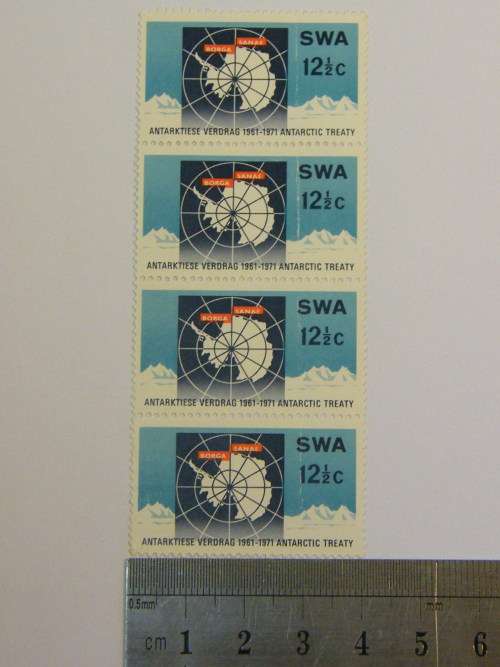 SANAE
BORGA
SWA
12½C
ANTARKTIESE VERDRAG 1961-1971 ANTARCTIC TREATY
SANAE
BORGA
SWA
12½C
ANTARKTIESE VERDRAG 1961-1971 ANTARCTIC TREATY
SANAE
BORGA
SWA
12½C
ANTARKTIESE VERDRAG 1961-1971 ANTARCTIC TREATY
SANAE
BORGA
SWA
12½C
ANTARKTIESE VERDRAG 1961-1971 ANTARCTIC TREATY
0.5mm mm
cm 1 2 3 4 5 6